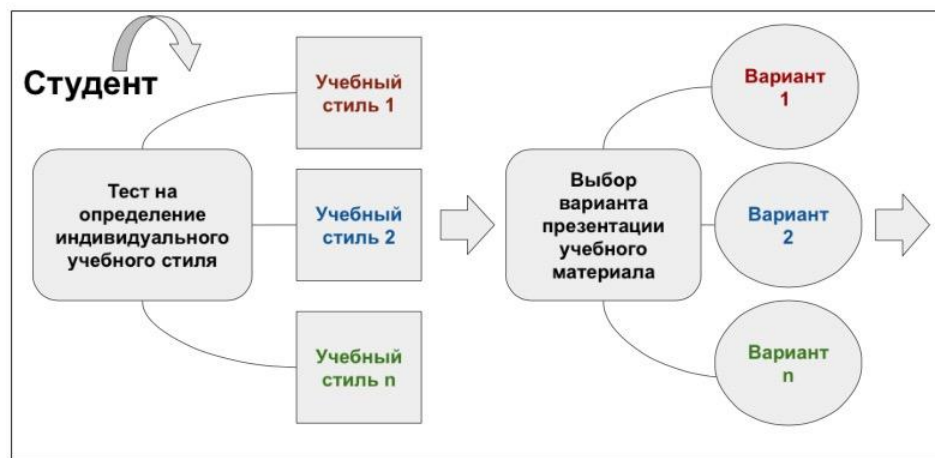 Студент
Учебный
стиль 1
Тест на
определение
индивидуального
учебного стиля
Учебный
стиль 2
Учебный
стиль n
Выбор
варианта
презентации
учебного
материала
Вариант
1
Вариант
2
Вариант
n